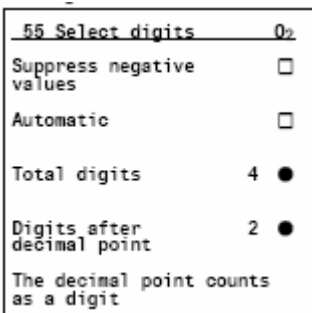 55 Select digits O₂
Suppress negative
values
Automatic
Total digits 4
Digits after 2
decimal point
The decimal point counts
as a digit